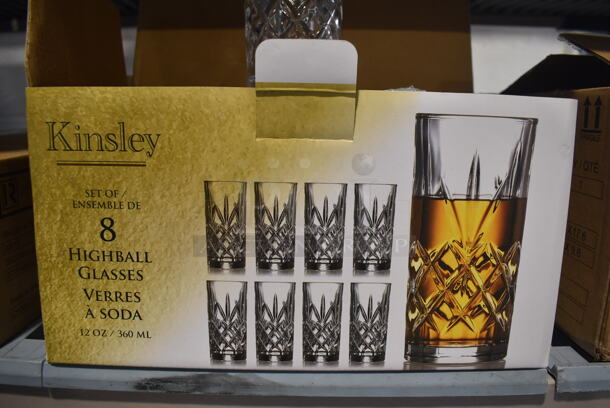 Kinsley
SET OF /
ENSEMBLE DE
8
HIGHBALL
GLASSES
VERRES
À SODA
12 OZ / 360 ML